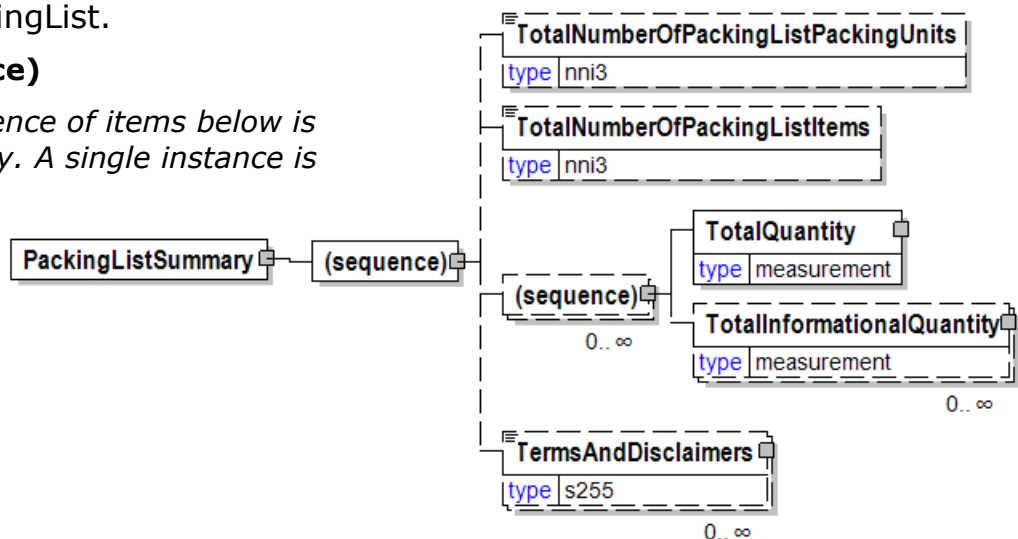 ingList.
ce)
ence of items below is
y. A single instance is
TotalNumberOfPackingListPackingUnits
type nni3
TotalNumberOfPackingListItems
type nni3
PackingListSummary
(sequence)
(sequence)
0.. ∞
TotalQuantity
type measurement
TotalInformationalQuantity
type measurement
0.. ∞
TermsAndDisclaimers
type s255
0.. ∞